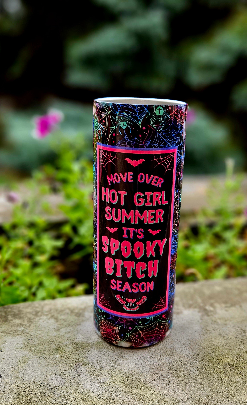 MOVE OVER
HOT GIRL
SUMMER
IT'S
SPOOKY
BITCH
SEASON